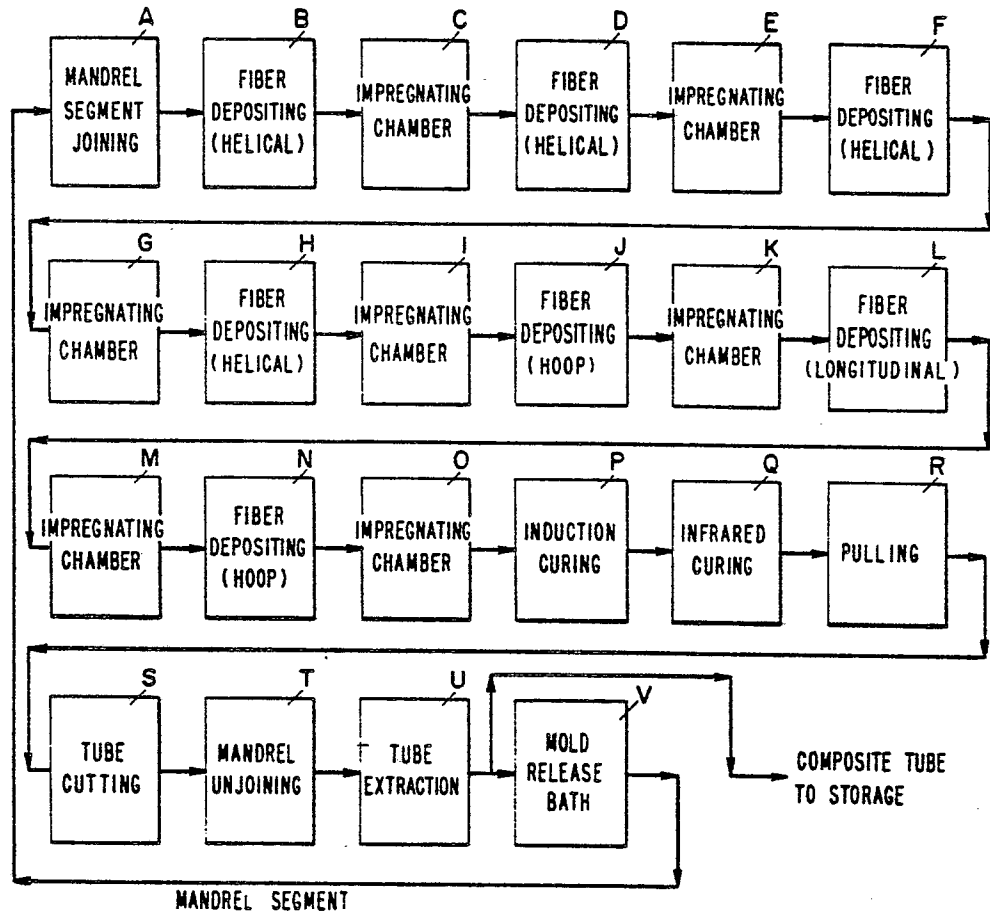 A
MANDREL
SEGMENT
JOINING
B
FIBER
DEPOSITING
(HELICAL)
C
IMPREGNATING
CHAMBER
D
FIBER
DEPOSITING
(HELICAL)
E
IMPREGNATING
CHAMBER
F
FIBER
DEPOSITING
(HELICAL)
G
IMPREGNATING
CHAMBER
H
FIBER
DEPOSITING
(HELICAL)
I
IMPREGNATING
CHAMBER
J
FIBER
DEPOSITING
(HOOP)
K
IMPREGNATING
CHAMBER
L
FIBER
DEPOSITING
(LONGITUDINAL)
M
IMPREGNATING
CHAMBER
N
FIBER
DEPOSITING
(HOOP)
O
IMPREGNATING
CHAMBER
P
INDUCTION
CURING
Q
INFRARED
CURING
R
PULLING
S
TUBE
CUTTING
T
MANDREL
UNJOINING
U
TUBE
EXTRACTION
V
MOLD
RELEASE
BATH
COMPOSITE TUBE
TO STORAGE
MANDREL SEGMENT